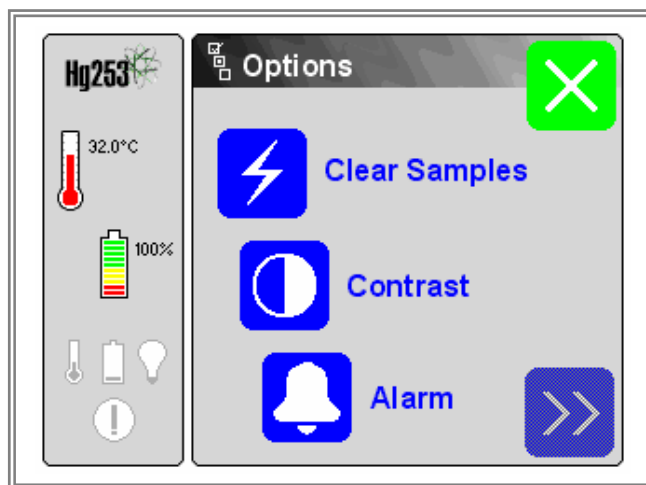 Hg253
32.0°C
100%
Options
Clear Samples
Contrast
Alarm